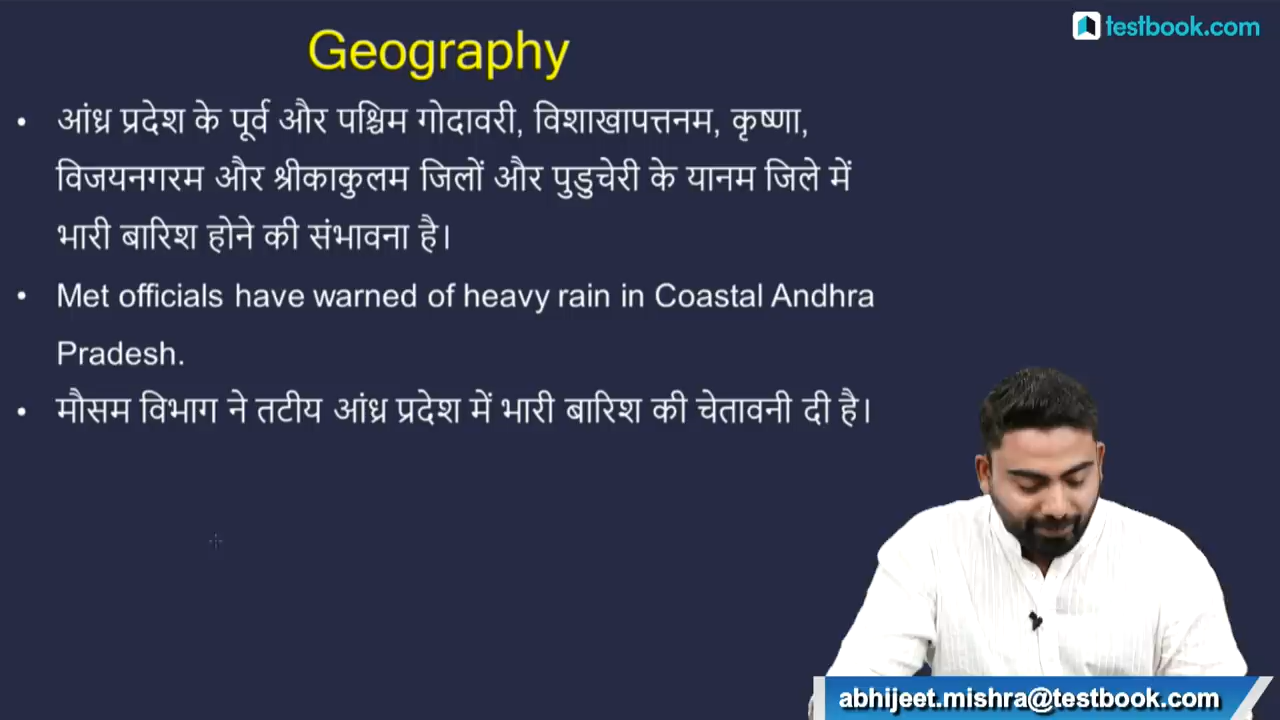 testbook.com
Geography
• आंध्र प्रदेश के पूर्व और पश्चिम गोदावरी, विशाखापत्तनम, कृष्णा,
विजयनगरम और श्रीकाकुलम जिलों और पुडुचेरी के यानम जिले में
भारी बारिश होने की संभावना है।
• Met officials have warned of heavy rain in Coastal Andhra
Pradesh.
• मौसम विभाग ने तटीय आंध्र प्रदेश में भारी बारिश की चेतावनी दी है।
abhijeet.mishra@testbook.com